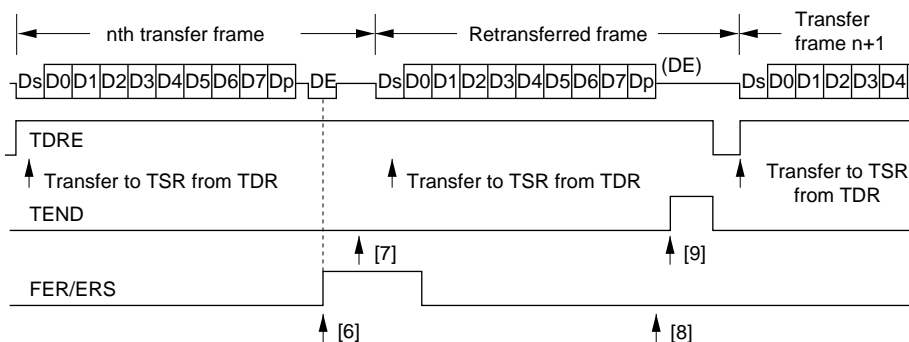 nth transfer frame
Retransferred frame
Transfer
frame n+1
Ds D0 D1 D2 D3 D4 D5 D6 D7 Dp DE Ds D0 D1 D2 D3 D4 D5 D6 D7 Dp (DE) Ds D0 D1 D2 D3 D4
TDRE
Transfer to TSR from TDR
Transfer to TSR from TDR
Transfer to TSR
from TDR
TEND
[7]
[9]
FER/ERS
[6]
[8]